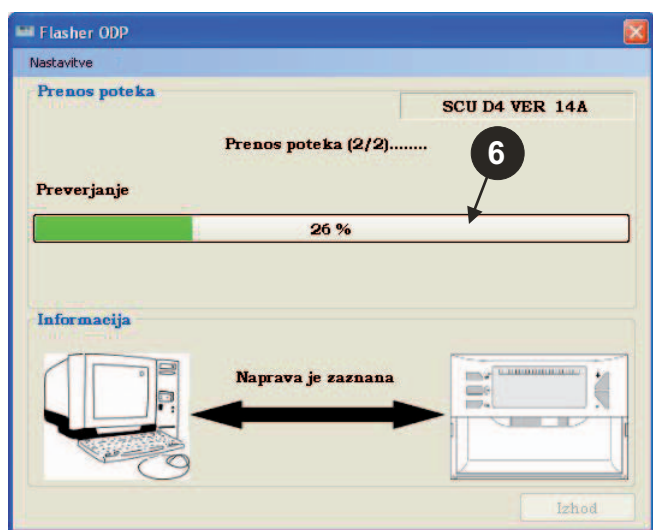 Flasher ODP
Nastavitve
Prenos poteka
SCU D4 VER 14A
Prenos poteka (2/2)........
6
Preverjanje
26 %
Informacija
Naprava je zaznana
Izhod